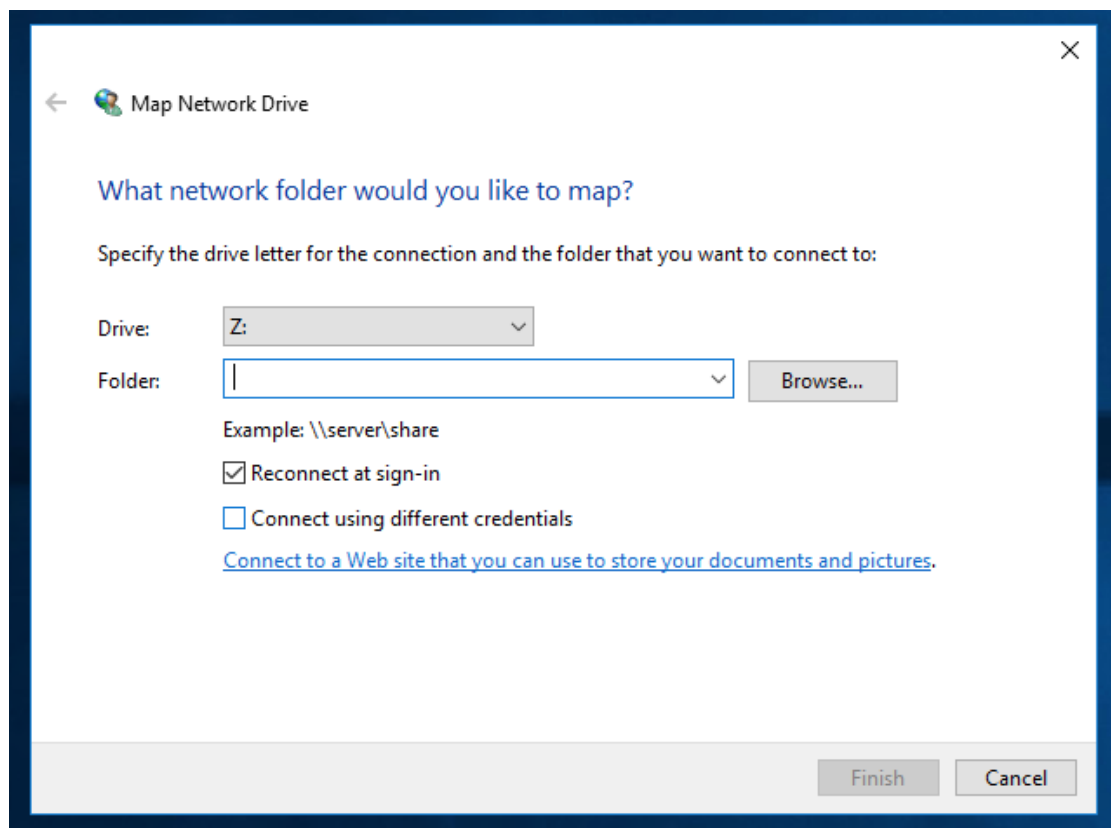 Map Network Drive
What network folder would you like to map?
Specify the drive letter for the connection and the folder that you want to connect to:
Drive: Z:
Folder: Browse...
Example: \\server\share
Reconnect at sign-in
Connect using different credentials
Connect to a Web site that you can use to store your documents and pictures.
Finish Cancel